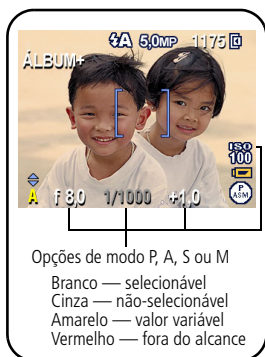 ⚡A 5,0MP 1175
ÁLBUM+
ISO
100
A f 8,0 1/1000 +1,0
P
ASM
Opções de modo P, A, S ou M
Branco — selecionável
Cinza — não-selecionável
Amarelo — valor variável
Vermelho — fora do alcance